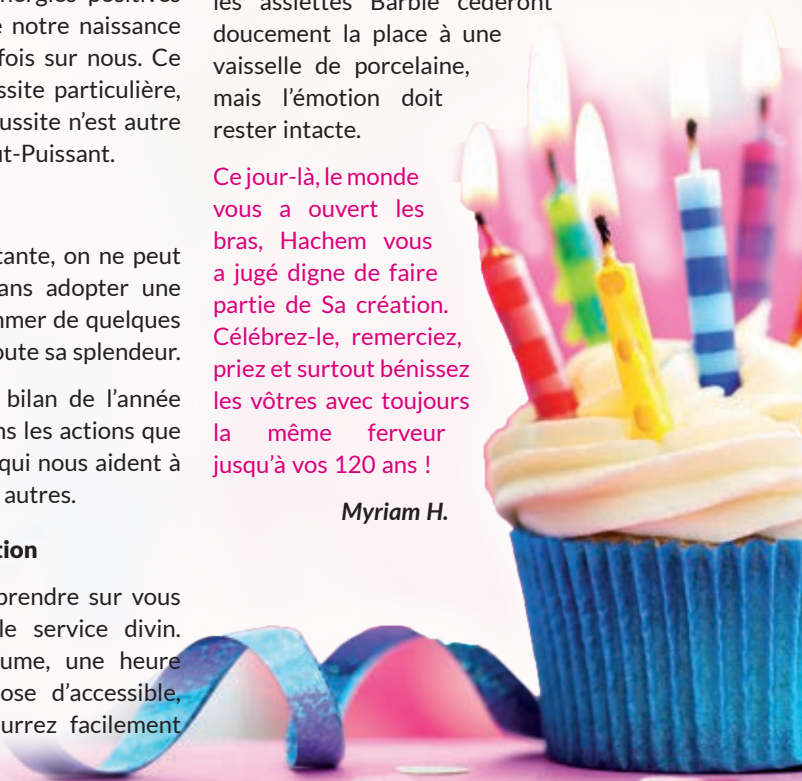 nergies positives
e notre naissance
fois sur nous. Ce
ssite particulière,
ussite n'est autre
ut-Puissant.
tante, on ne peut
ans adopter une
mmer de quelques
oute sa splendeur.
bilan de l'année
ns les actions que
qui nous aident à
autres.
tion
prendre sur vous
le service divin.
ume, une heure
ose d'accessible,
urrez facilement
les assiettes Barbie céderont
doucement la place à une
vaisselle de porcelaine,
mais l'émotion doit
rester intacte.
Ce jour-là, le monde
vous a ouvert les
bras, Hachem vous
a jugé digne de faire
partie de Sa création.
Célébrez-le, remerciez,
priez et surtout bénissez
les vôtres avec toujours
la même ferveur
jusqu'à vos 120 ans !
Myriam H.